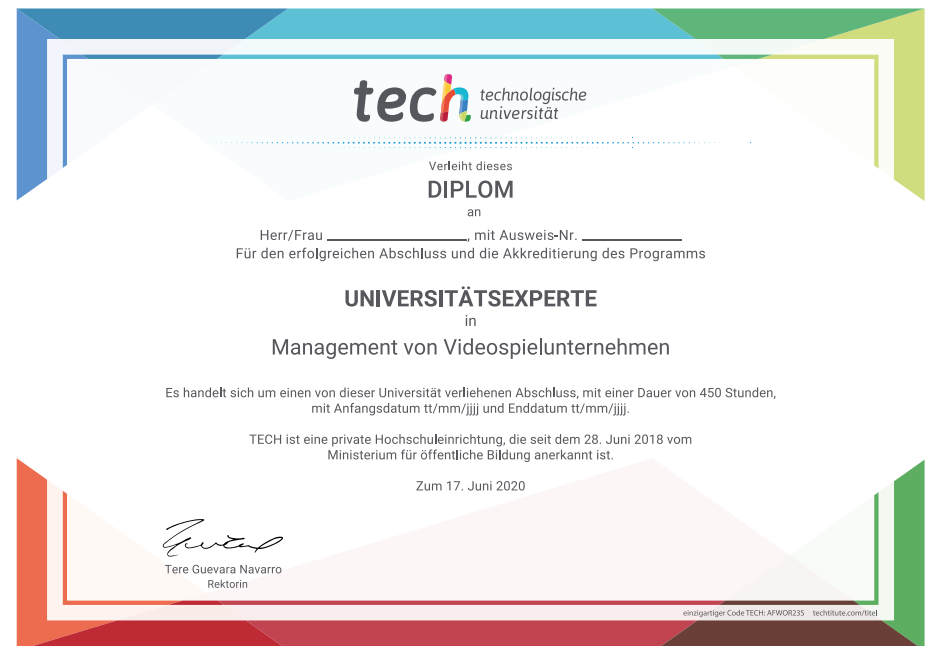 tech technologische
universität
Verleiht dieses
DIPLOM
an
Herr/Frau ____________________, mit Ausweis-Nr. ______________
Für den erfolgreichen Abschluss und die Akkreditierung des Programms
UNIVERSITÄTSEXPERTE
in
Management von Videospielunternehmen
Es handelt sich um einen von dieser Universität verliehenen Abschluss, mit einer Dauer von 450 Stunden,
mit Anfangsdatum tt/mm/jjjj und Enddatum tt/mm/jjjj.
TECH ist eine private Hochschuleinrichtung, die seit dem 28. Juni 2018 vom
Ministerium für öffentliche Bildung anerkannt ist.
Zum 17. Juni 2020
Tere Guevara Navarro
Rektorin
einzigartiger Code TECH: AFWOR23S techtitute.com/titel